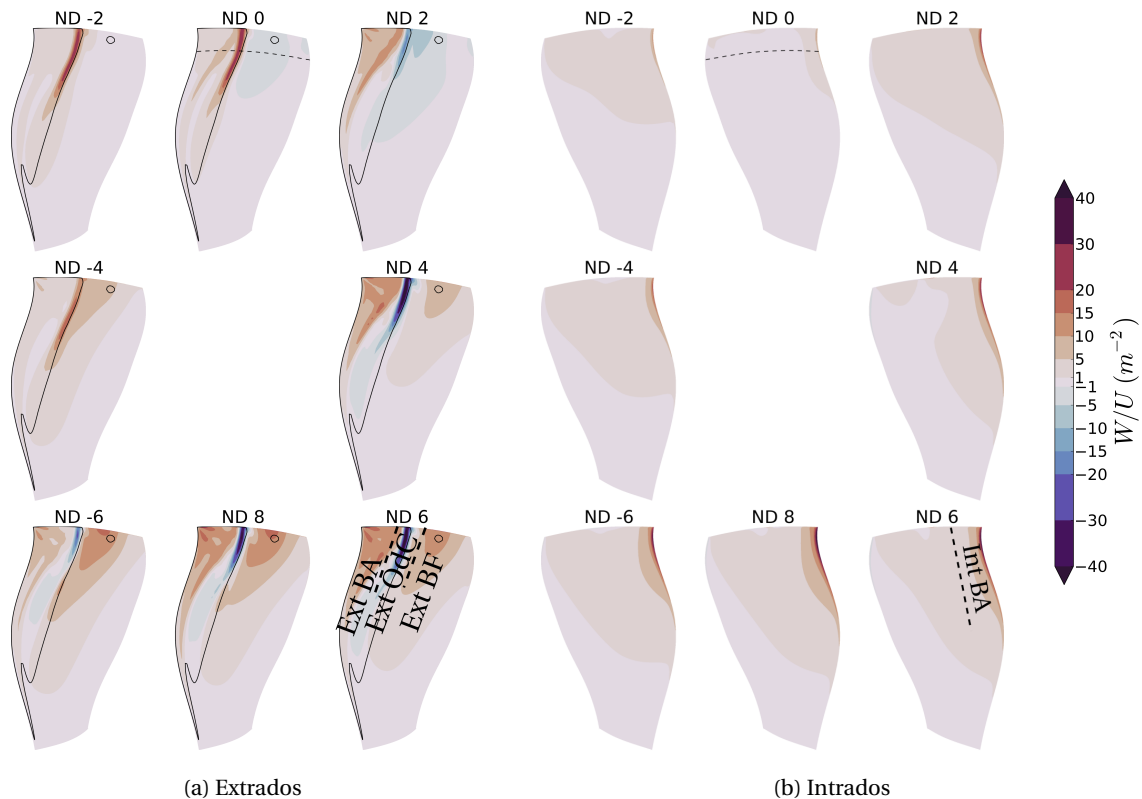 ND -2 ND 0 ND 2 ND -2 ND 0 ND 2
ND -4 ND 4 ND -4 ND 4
ND -6 ND 8 ND 6 ND -6 ND 8 ND 6
Ext BA
Ext OdC
Ext BF
Int BA
40
30
20
15
10
5
1
−1
−5
−10
−15
−20
−30
−40
W/U (m⁻²)
(a) Extrados
(b) Intrados